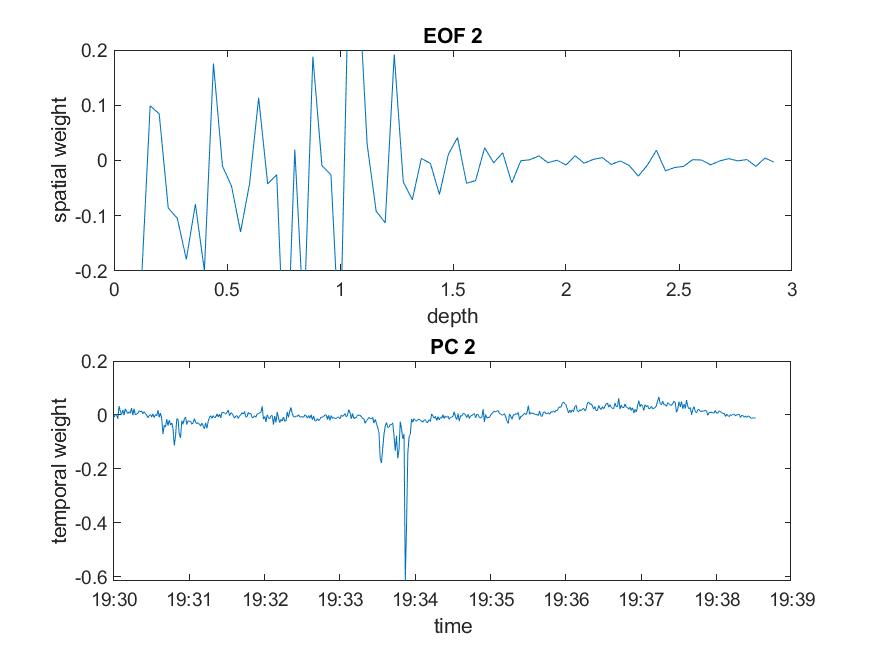 EOF 2
0.2
0.1
0
-0.1
-0.2
spatial weight
0 0.5 1 1.5 2 2.5 3
depth
PC 2
0.2
0
-0.2
-0.4
-0.6
temporal weight
19:30 19:31 19:32 19:33 19:34 19:35 19:36 19:37 19:38 19:39
time